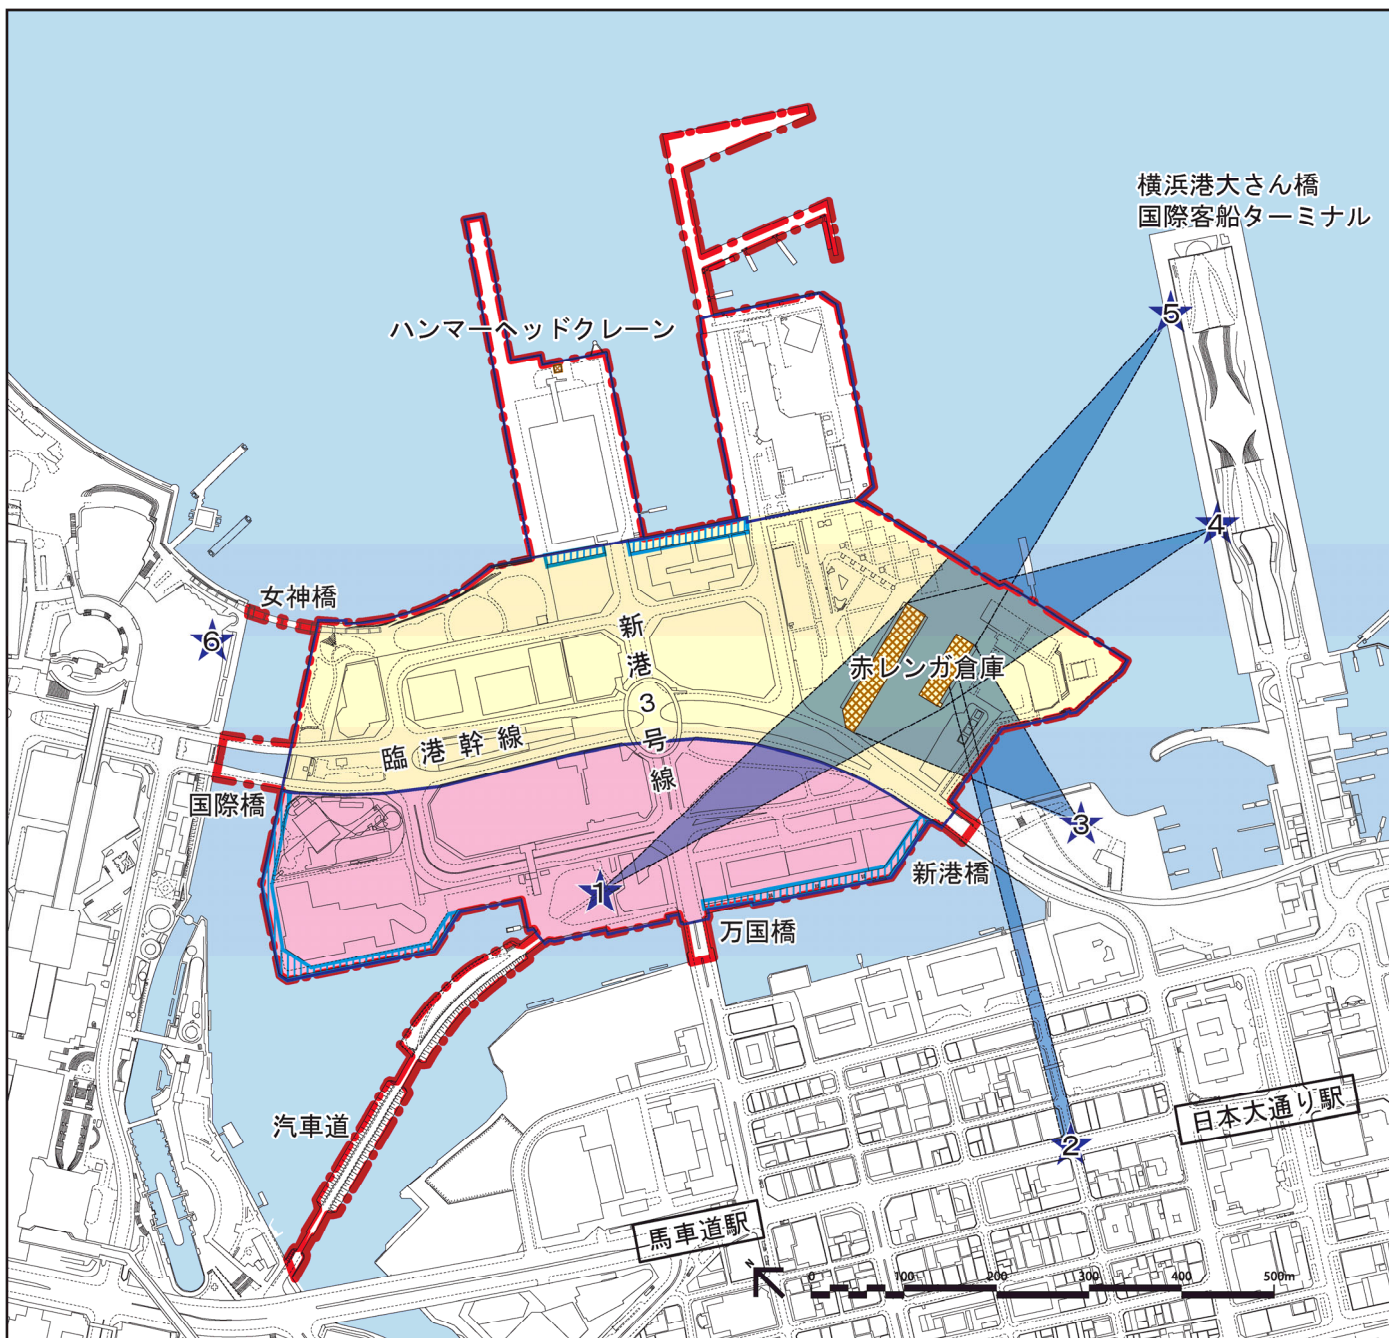 横浜港大さん橋
国際客船ターミナル
5
ハンマーヘッドクレーン
4
女神橋
6
新港3号線
赤レンガ倉庫
臨港幹線
国際橋
3
新港橋
1
万国橋
汽車道
日本大通り駅
2
馬車道駅
N
0 100 200 300 400 500m